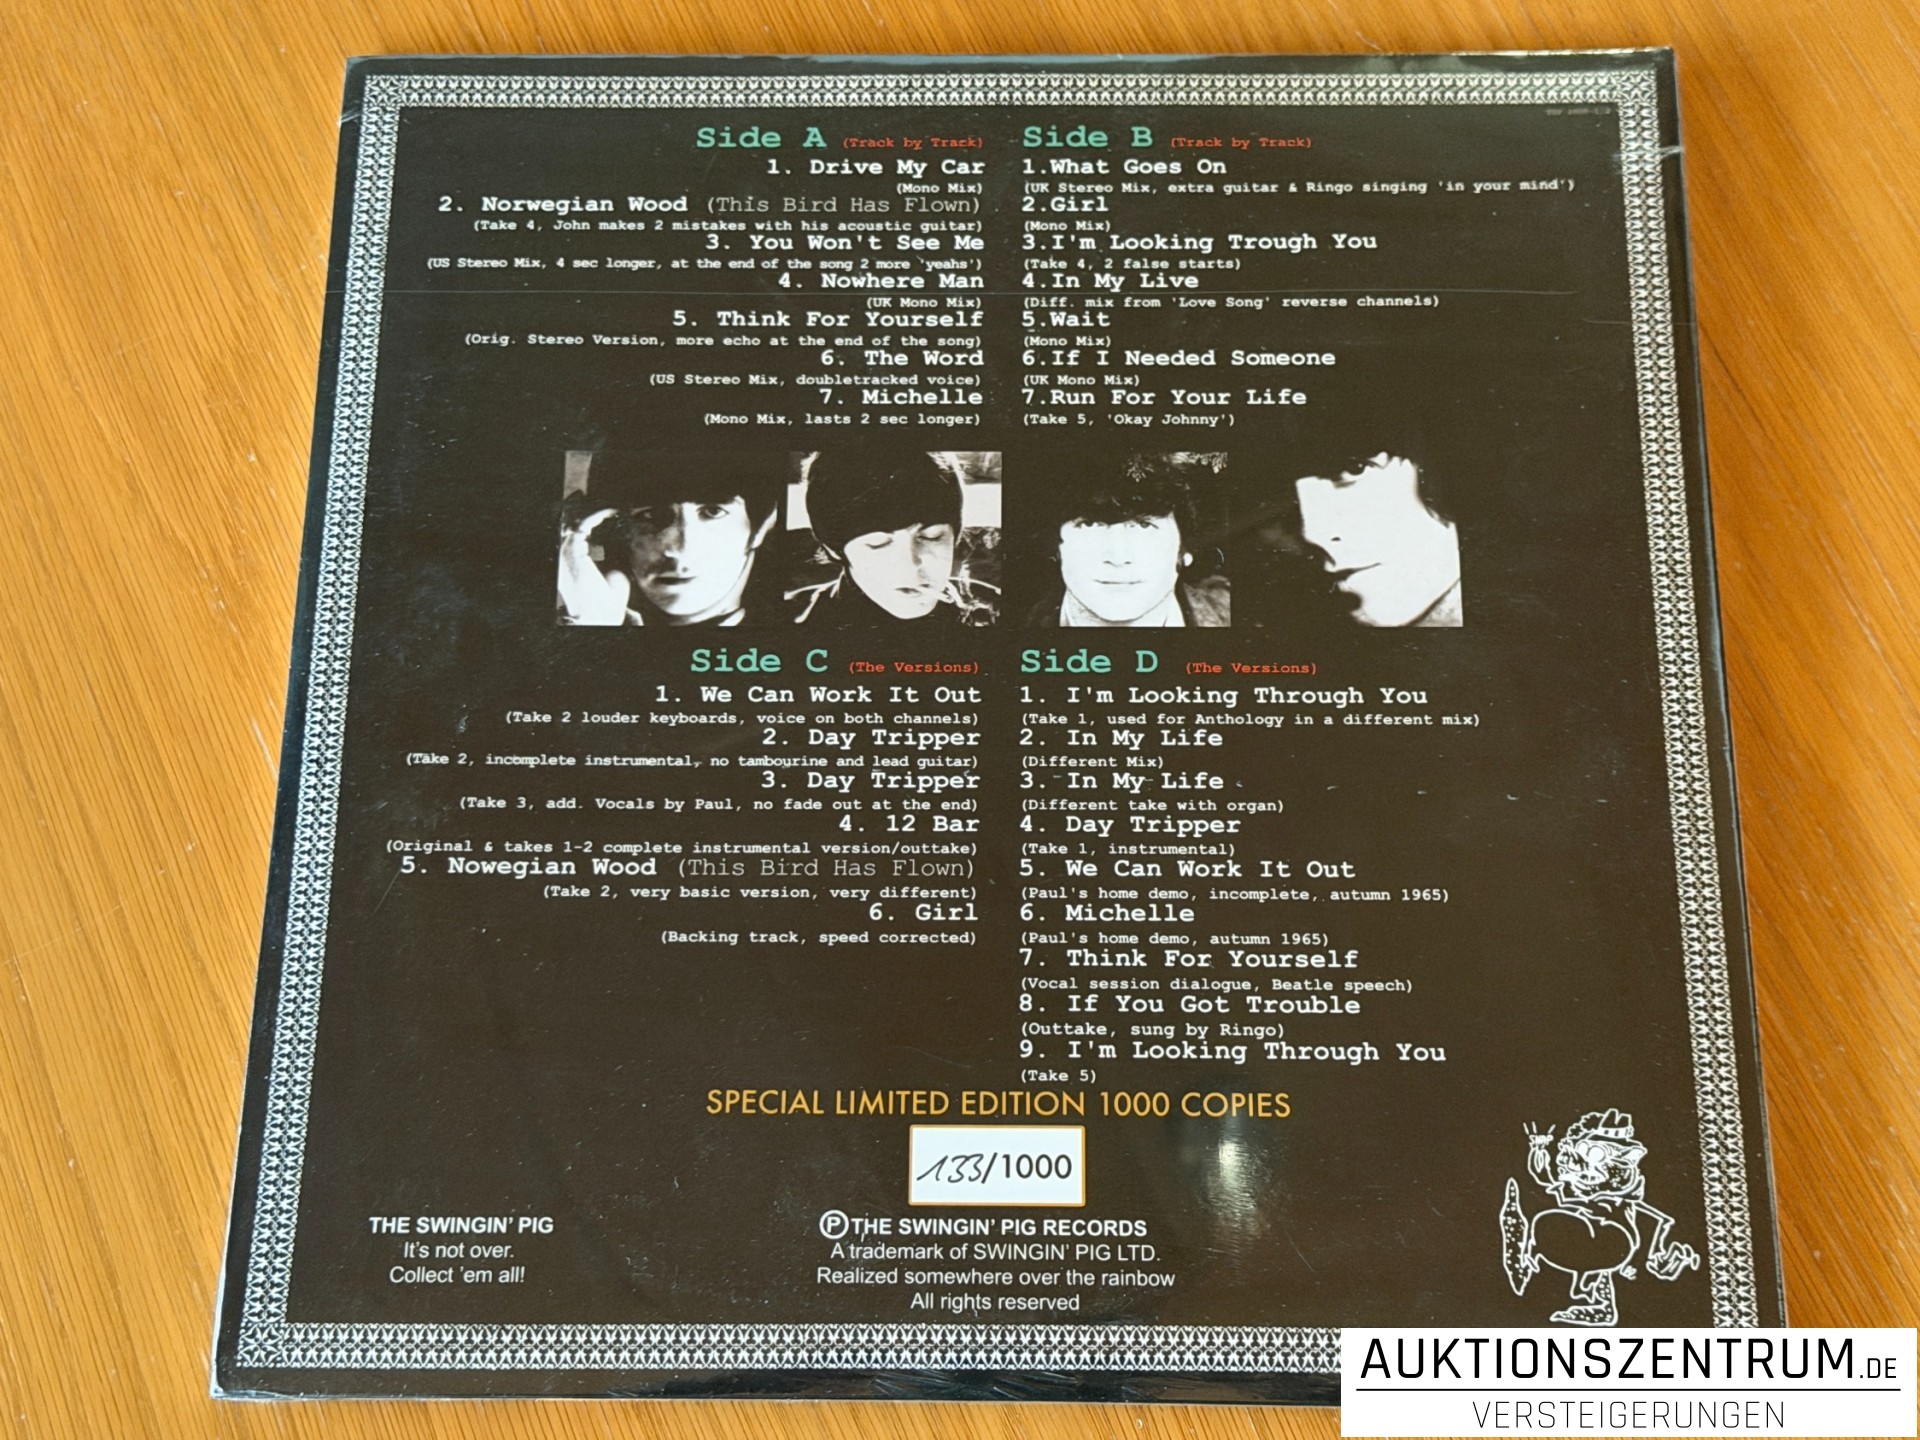 Side A (Track by Track)
1. Drive My Car
(Mono Mix)
2. Norwegian Wood (This Bird Has Flown)
(Take 4, John makes 2 mistakes with his acoustic guitar)
3. You Won't See Me
(US Stereo Mix, 4 sec longer, at the end of the song 2 more 'yeahs')
4. Nowhere Man
(UK Mono Mix)
5. Think For Yourself
(Orig. Stereo Version, more echo at the end of the song)
6. The Word
(US Stereo Mix, doubletracked voice)
7. Michelle
(Mono Mix, lasts 2 sec longer)
Side B (Track by Track)
1.What Goes On
(UK Stereo Mix, extra guitar & Ringo singing 'in your mind')
2.Girl
(Mono Mix)
3.I'm Looking Trough You
(Take 4, 2 false starts)
4.In My Live
(Diff. mix from 'Love Song' reverse channels)
5.Wait
(Mono Mix)
6.If I Needed Someone
(UK Mono Mix)
7.Run For Your Life
(Take 5, 'Okay Johnny')
Side C (The Versions)
1. We Can Work It Out
(Take 2 louder keyboards, voice on both channels)
2. Day Tripper
(Take 2, incomplete instrumental, no tambourine and lead guitar)
3. Day Tripper
(Take 3, add. Vocals by Paul, no fade out at the end)
4. 12 Bar
(Original & takes 1-2 complete instrumental version/outtake)
5. Nowegian Wood (This Bird Has Flown)
(Take 2, very basic version, very different)
6. Girl
(Backing track, speed corrected)
Side D (The Versions)
1. I'm Looking Through You
(Take 1, used for Anthology in a different mix)
2. In My Life
(Different Mix)
3. In My Life
(Different take with organ)
4. Day Tripper
(Take 1, instrumental)
5. We Can Work It Out
(Paul's home demo, incomplete, autumn 1965)
6. Michelle
(Paul's home demo, autumn 1965)
7. Think For Yourself
(Vocal session dialogue, Beatle speech)
8. If You Got Trouble
(Outtake, sung by Ringo)
9. I'm Looking Through You
(Take 5)
SPECIAL LIMITED EDITION 1000 COPIES
133/1000
THE SWINGIN' PIG
It's not over.
Collect 'em all!
Ⓟ THE SWINGIN' PIG RECORDS
A trademark of SWINGIN' PIG LTD.
Realized somewhere over the rainbow
All rights reserved
SNAP
AUKTIONSZENTRUM.DE
VERSTEIGERUNGEN